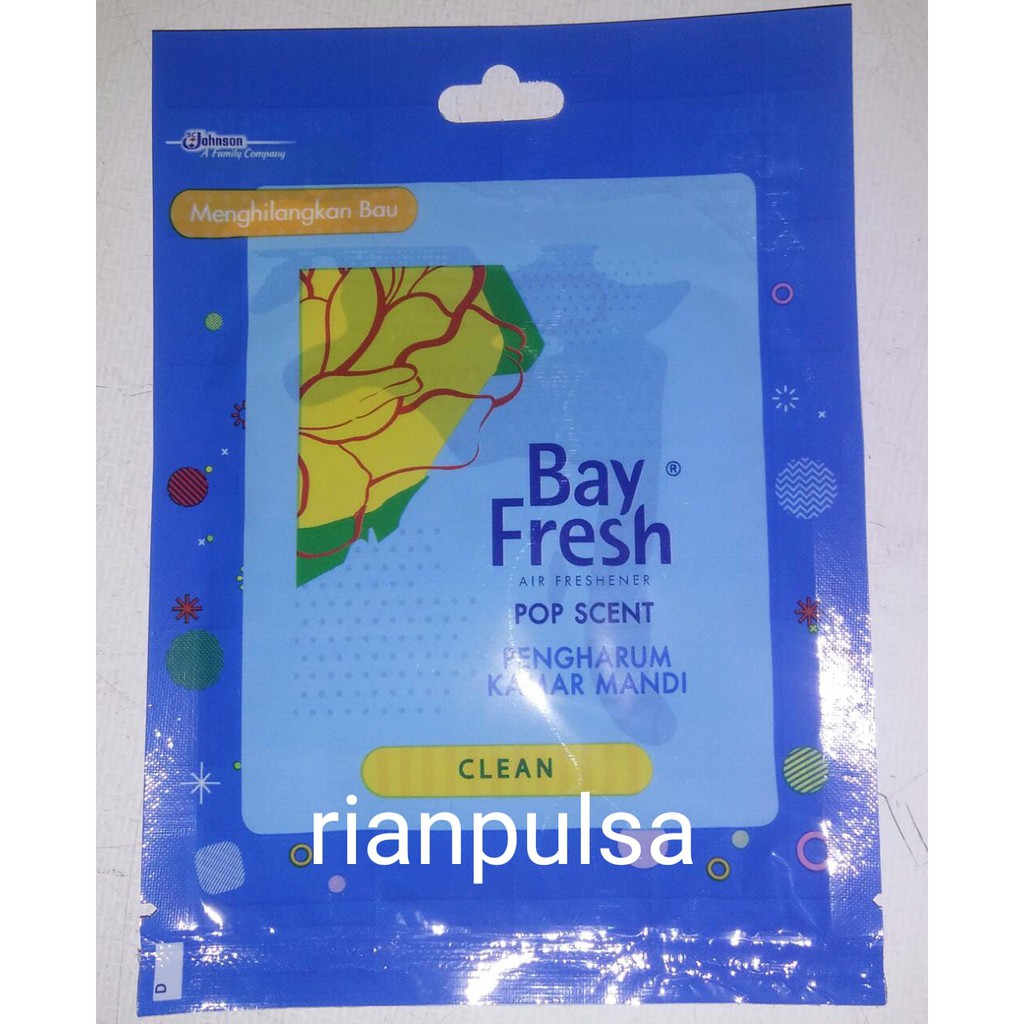 SC Johnson
A Family Company
Menghilangkan Bau
Bay ®
Fresh
AIR FRESHENER
POP SCENT
PENGHARUM
KAMAR MANDI
CLEAN
rianpulsa
D